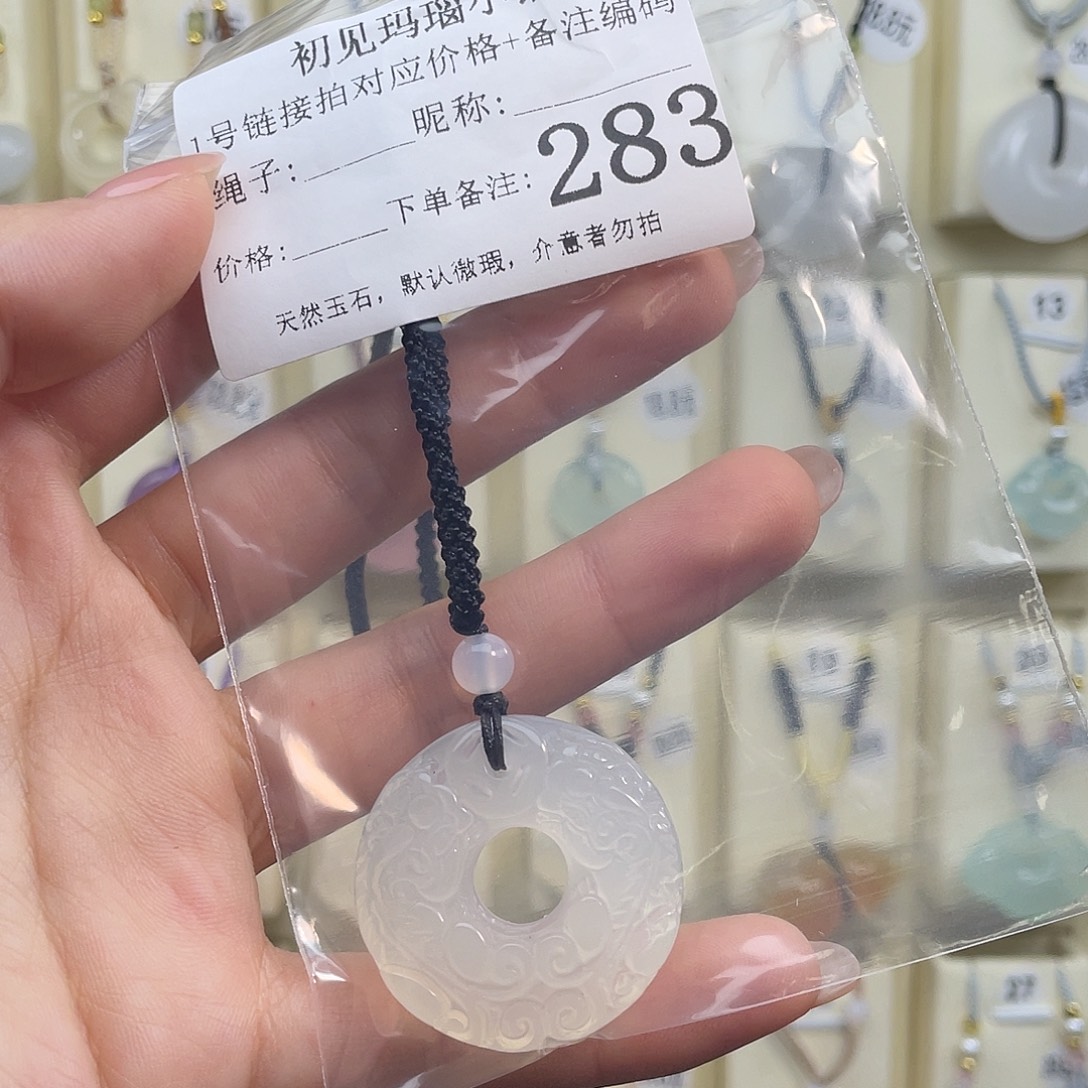 初见玛瑙
1号链接拍对应价格+备注编码
昵称:
绳子:
下单备注: 283
价格:
天然玉石，默认微瑕，介意者勿拍
13
27